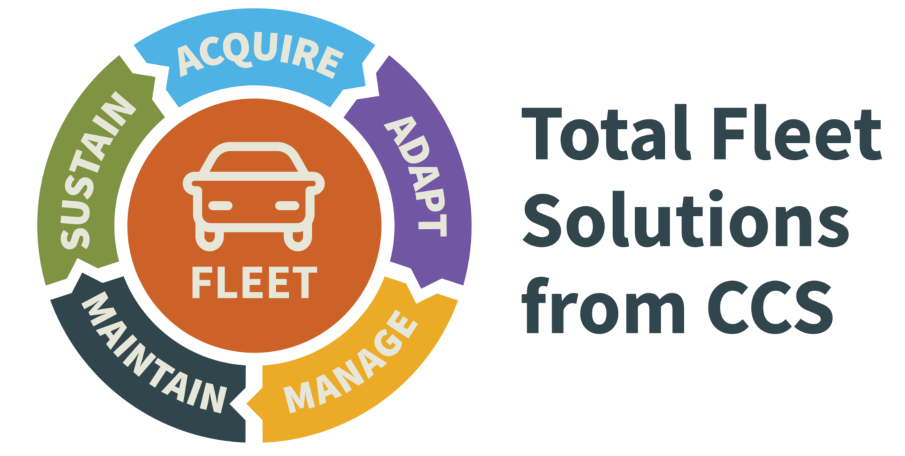 ACQUIRE
ADAPT
MANAGE
MAINTAIN
SUSTAIN
FLEET
Total Fleet
Solutions
from CCS